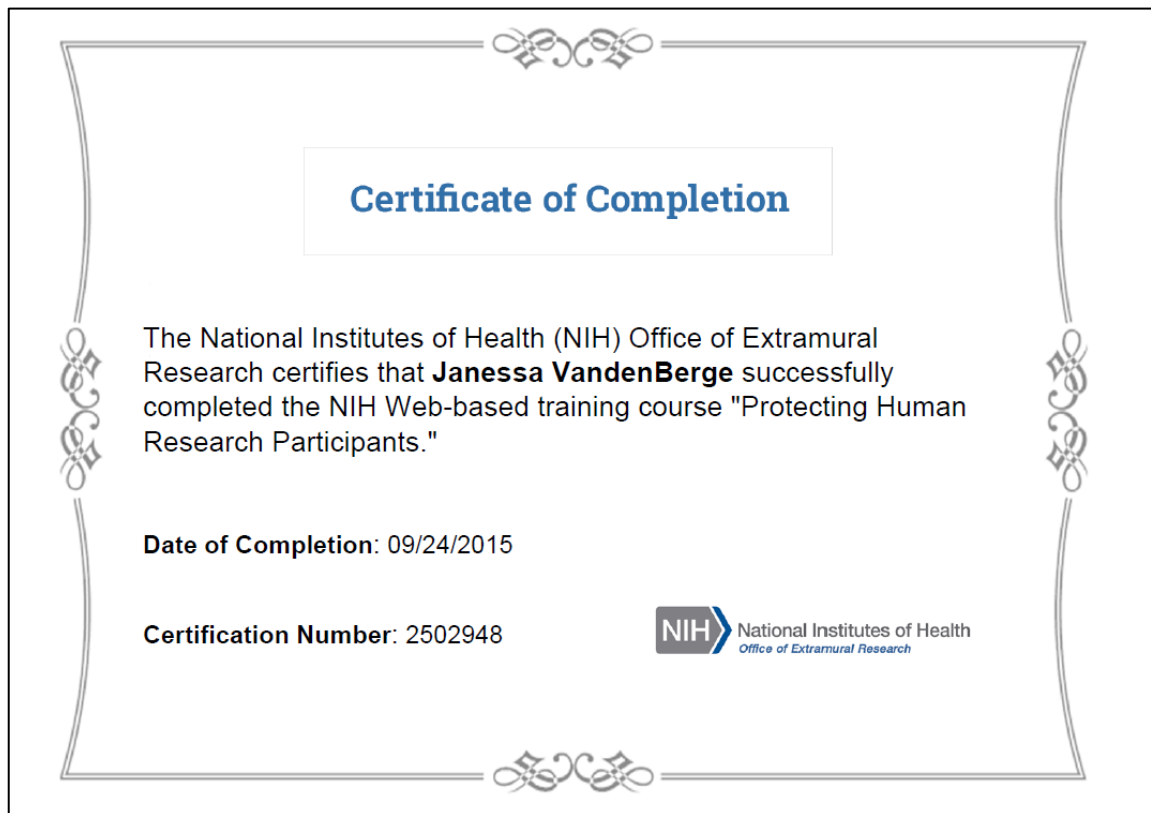 Certificate of Completion
The National Institutes of Health (NIH) Office of Extramural
Research certifies that Janessa VandenBerge successfully
completed the NIH Web-based training course "Protecting Human
Research Participants."
Date of Completion: 09/24/2015
Certification Number: 2502948
NIH National Institutes of Health
Office of Extramural Research